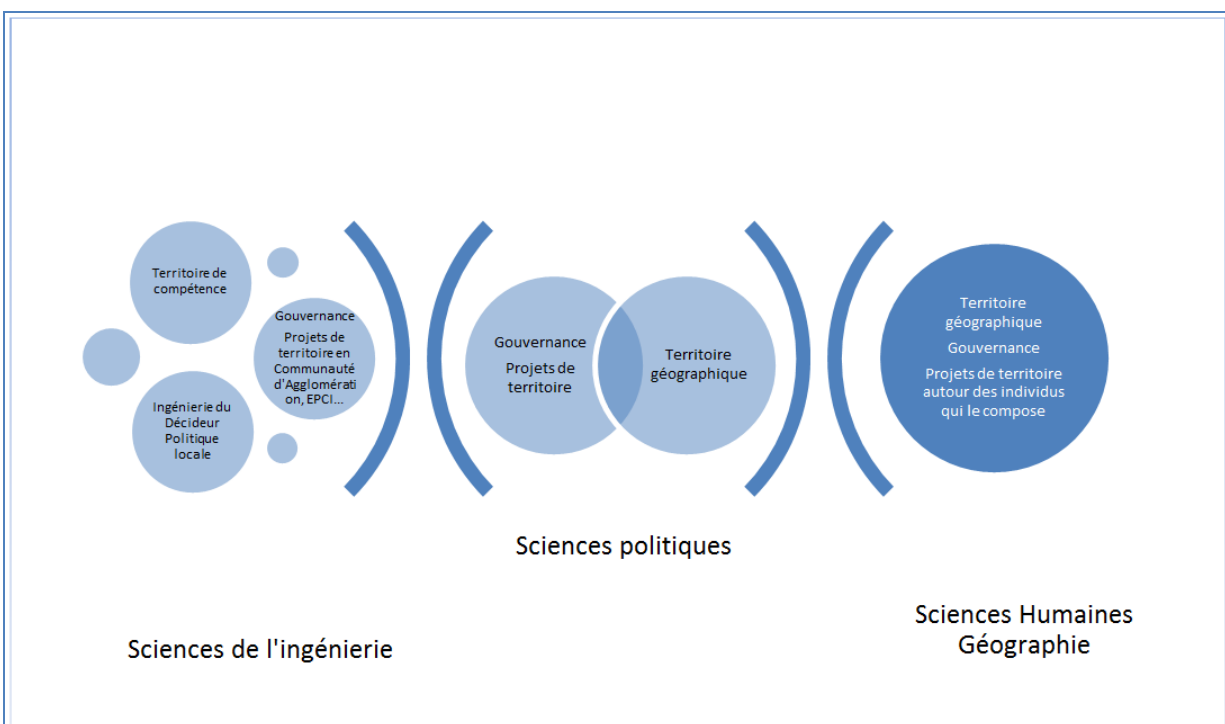 Territoire de
compétence
Gouvernance
Projets de
territoire en
Communauté
d'Agglomérati
on, EPCI...
Ingénierie du
Décideur
Politique
locale
Gouvernance
Projets de
territoire
Territoire
géographique
Territoire
géographique
Gouvernance
Projets de territoire
autour des individus
qui le compose
Sciences politiques
Sciences de l'ingénierie
Sciences Humaines
Géographie